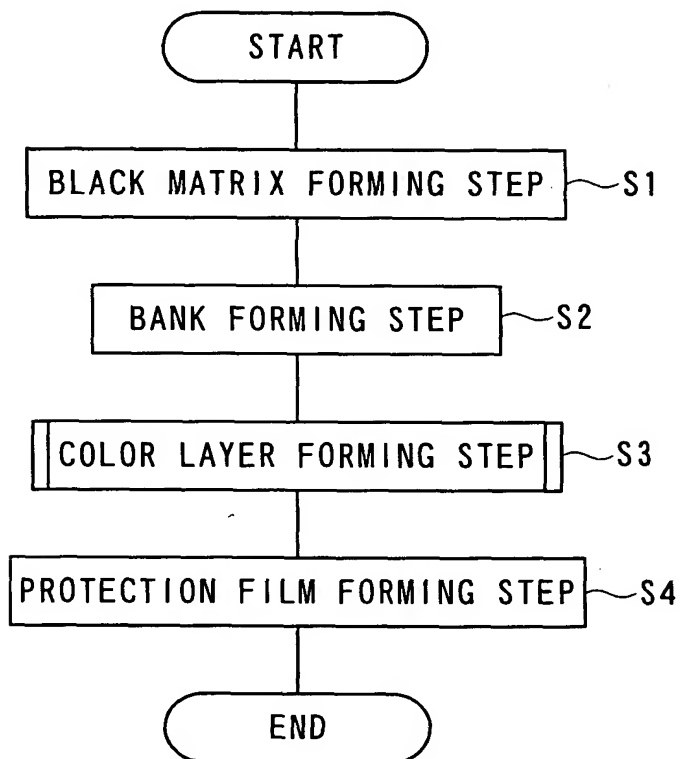 START
BLACK MATRIX FORMING STEP S1
BANK FORMING STEP S2
COLOR LAYER FORMING STEP S3
PROTECTION FILM FORMING STEP S4
END